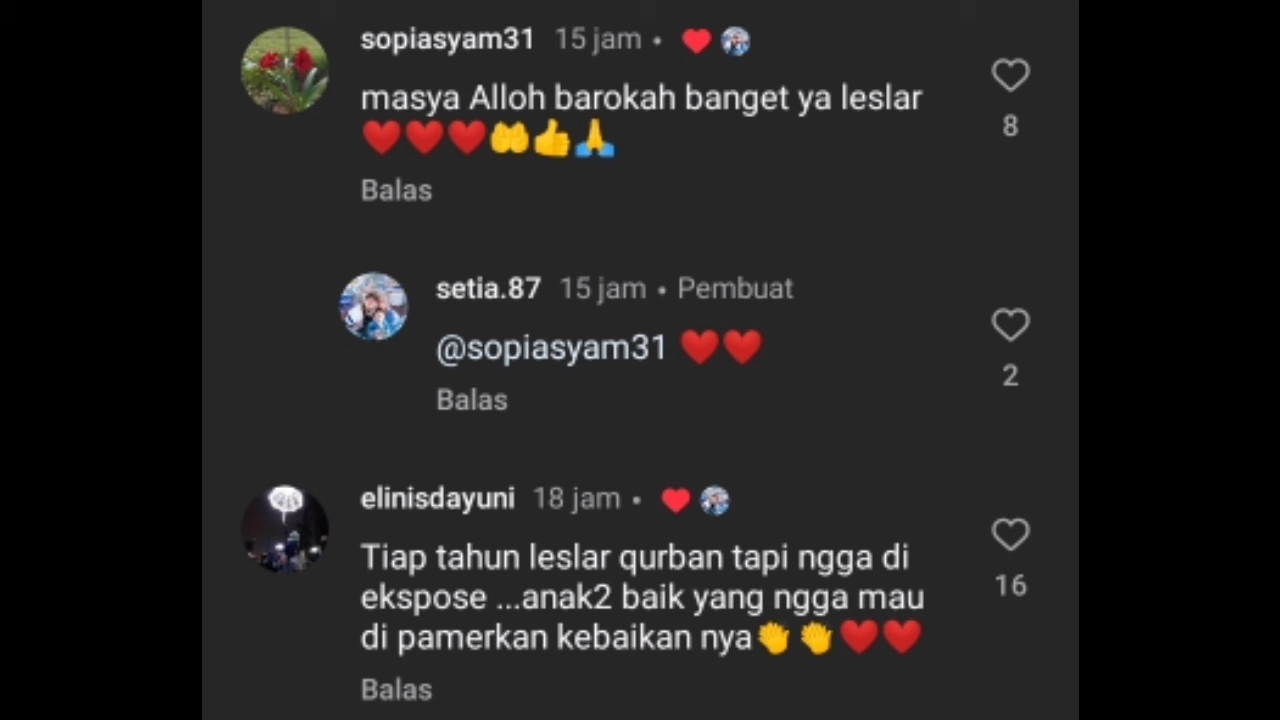 sopiasyam31 15 jam •
masya Alloh barokah banget ya leslar
❤️❤️❤️🤲👍🙏
8
Balas
setia.87 15 jam • Pembuat
@sopiasyam31 ❤️❤️
2
Balas
elinisdayuni 18 jam •
Tiap tahun leslar qurban tapi ngga di
ekspose ...anak2 baik yang ngga mau
di pamerkan kebaikan nya👏👏❤️❤️
16
Balas